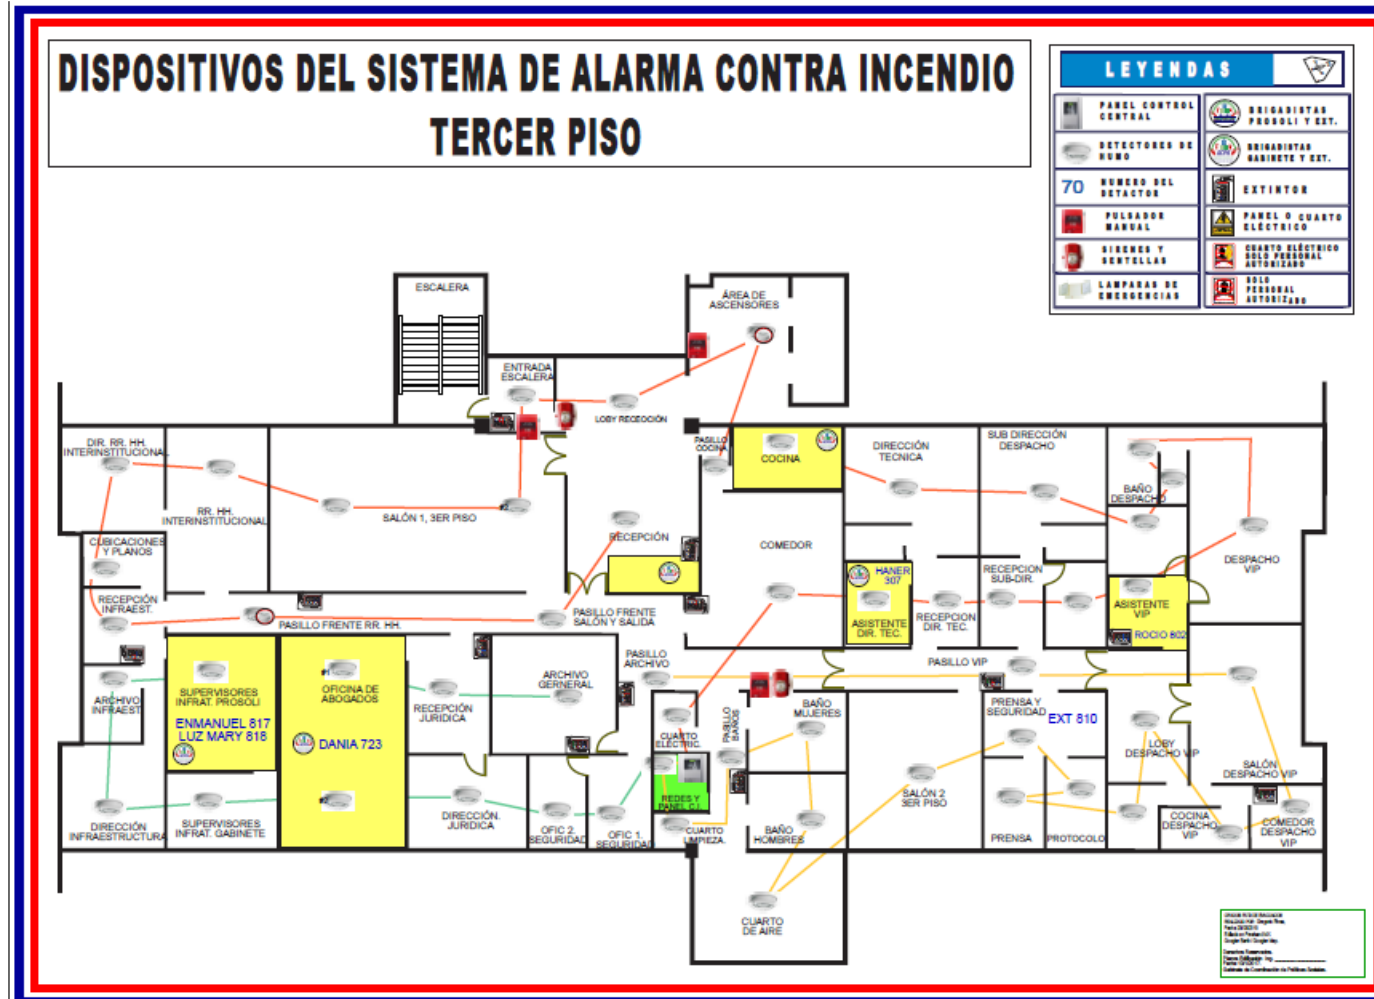 DISPOSITIVOS DEL SISTEMA DE ALARMA CONTRA INCENDIO
TERCER PISO
LEYENDAS
PANEL CONTROL
CENTRAL
BRIGADISTAS
PROSOLI Y EXT.
DETECTORES DE
HUMO
BRIGADISTAS
GABINETE Y EXT.
70
NUMERO DEL
DETACTOR
EXTINTOR
PULSADOR
MANUAL
PANEL O CUARTO
ELÉCTRICO
SIRENES Y
SENTELLAS
CUARTO ELÉCTRICO
SOLO PERSONAL
AUTORIZADO
LAMPARAS DE
EMERGENCIAS
SOLO
PERSONAL
AUTORIZADO
ESCALERA
ÁREA DE
ASCENSORES
ENTRADA
ESCALERA
LOBY RECECCIÓN
DIR. RR. HH.
INTERINSTITUCIONAL
RR. HH.
INTERINSTITUCIONAL
SALÓN 1, 3ER PISO
#2
PASILLO
COCINA
COCINA
DIRECCIÓN
TECNICA
SUB DIRECCIÓN
DESPACHO
BAÑO
DESPACHO
DESPACHO
VIP
CUBICACIONES
Y PLANOS
RECEPCIÓN
COMEDOR
HANER
307
ASISTENTE
DIR. TEC.
RECEPCION
DIR. TEC.
RECEPCION
SUB-DIR.
ASISTENTE
VIP
ROCIO 802
RECEPCIÓN
INFRAEST.
PASILLO FRENTE RR. HH.
PASILLO FRENTE
SALÓN Y SALIDA
PASILLO
ARCHIVO
PASILLO VIP
ARCHIVO
INFRAEST.
SUPERVISORES
INFRAT. PROSOLI
ENMANUEL 817
LUZ MARY 818
#1
OFICINA DE
ABOGADOS
DANIA 723
#2
RECEPCIÓN
JURIDICA
ARCHIVO
GERNERAL
CUARTO
ELÉCTRIC.
PASILLO
BAÑOS
BAÑO
MUJERES
PRENSA Y
SEGURIDAD
EXT 810
LOBY
DESPACHO VIP
SALÓN
DESPACHO VIP
DIRECCIÓN
INFRAESTRUCTURA
SUPERVISORES
INFRAT. GABINETE
DIRECCIÓN.
JURIDICA
OFIC 2.
SEGURIDAD
OFIC 1.
SEGURIDAD
REDES Y
PANEL C.I.
CUARTO
LIMPIEZA.
BAÑO
HOMBRES
SALÓN 2
3ER PISO
PRENSA
PROTOCOLO
COCINA
DESPACHO
VIP
COMEDOR
DESPACHO
VIP
CUARTO
DE AIRE